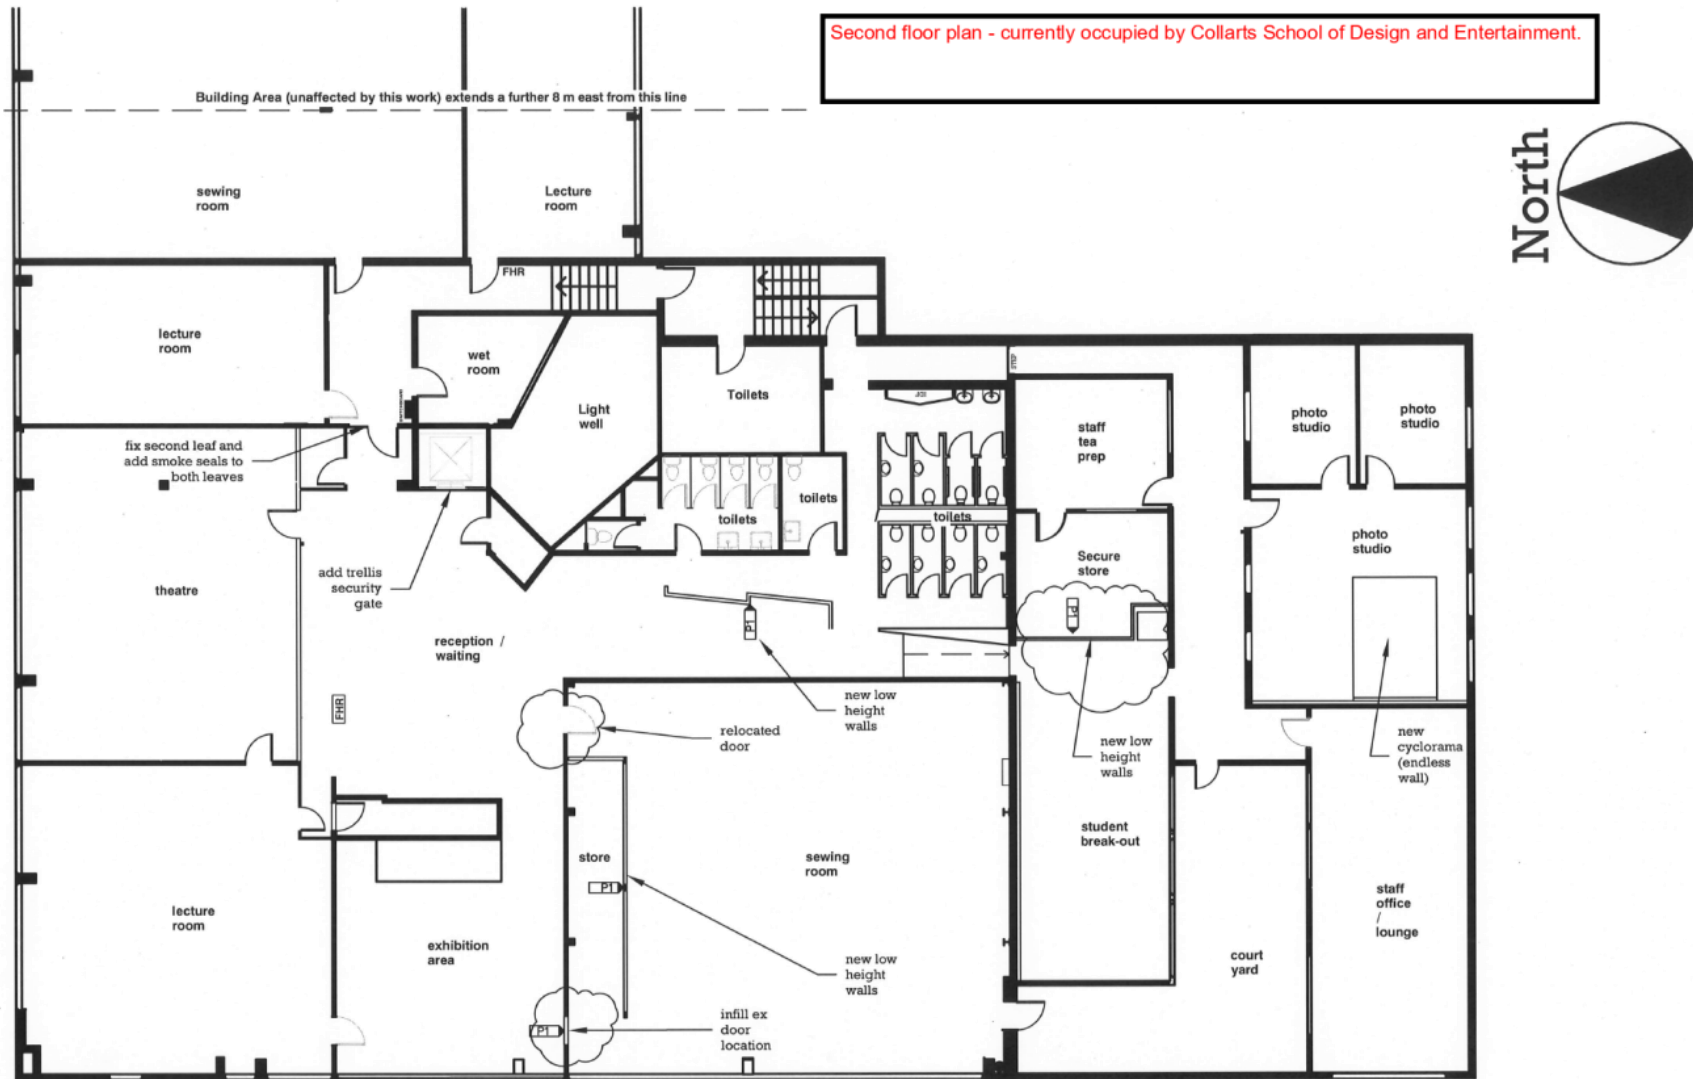 Second floor plan - currently occupied by Collarts School of Design and Entertainment.
Building Area (unaffected by this work) extends a further 8 m east from this line
North
sewing
room
Lecture
room
FHR
lecture
room
wet
room
Light
well
Toilets
STEP
staff
tea
prep
photo
studio
photo
studio
fix second leaf and
add smoke seals to
both leaves
toilets
toilets
toilets
Secure
store
photo
studio
theatre
add trellis
security
gate
P1
P1
reception /
waiting
FHR
new low
height
walls
relocated
door
new low
height
walls
new
cyclorama
(endless
wall)
store
P1
sewing
room
student
break-out
lecture
room
exhibition
area
staff
office
/
lounge
court
yard
new low
height
walls
P1
infill ex
door
location